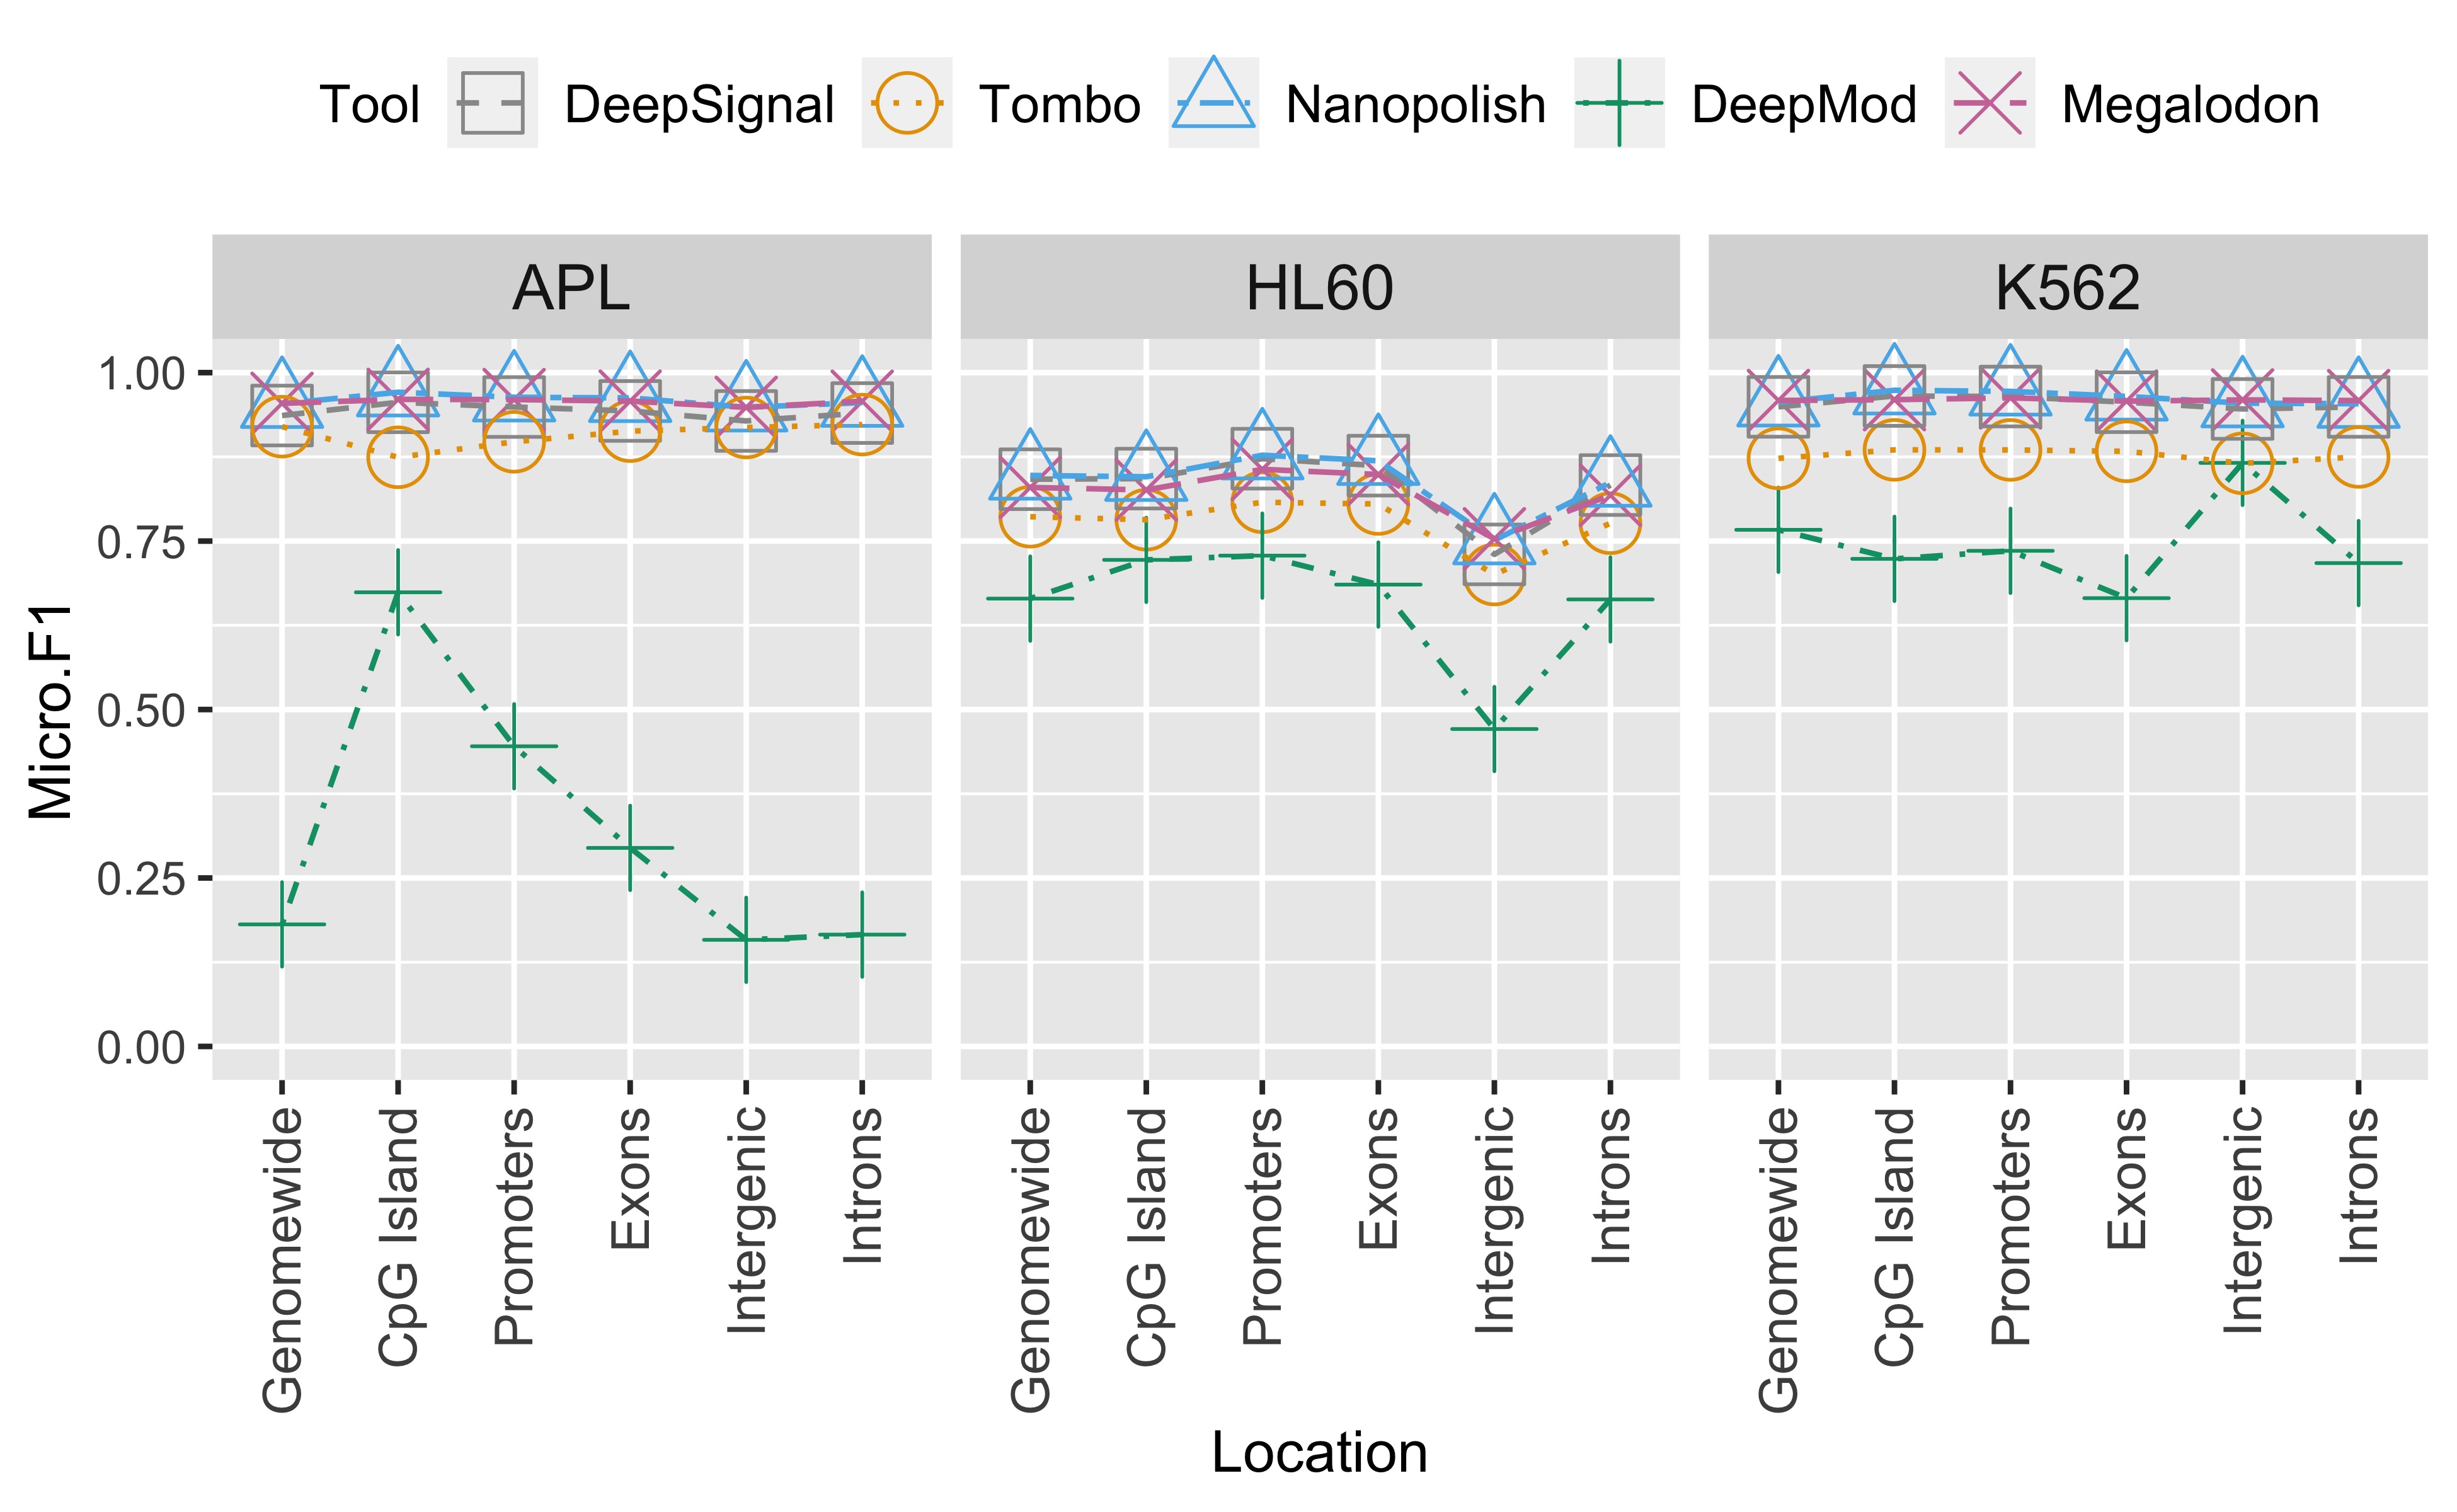 Tool DeepSignal Tombo Nanopolish DeepMod Megalodon
APL HL60 K562
1.00
0.75
0.50
0.25
0.00
Micro.F1
Genomewide CpG Island Promoters Exons Intergenic Introns Genomewide CpG Island Promoters Exons Intergenic Introns Genomewide CpG Island Promoters Exons Intergenic Introns
Location